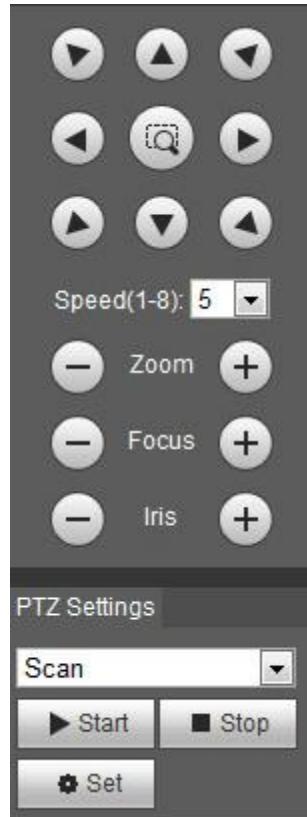 Speed(1-8): 5
Zoom
Focus
Iris
PTZ Settings
Scan
Start Stop
Set